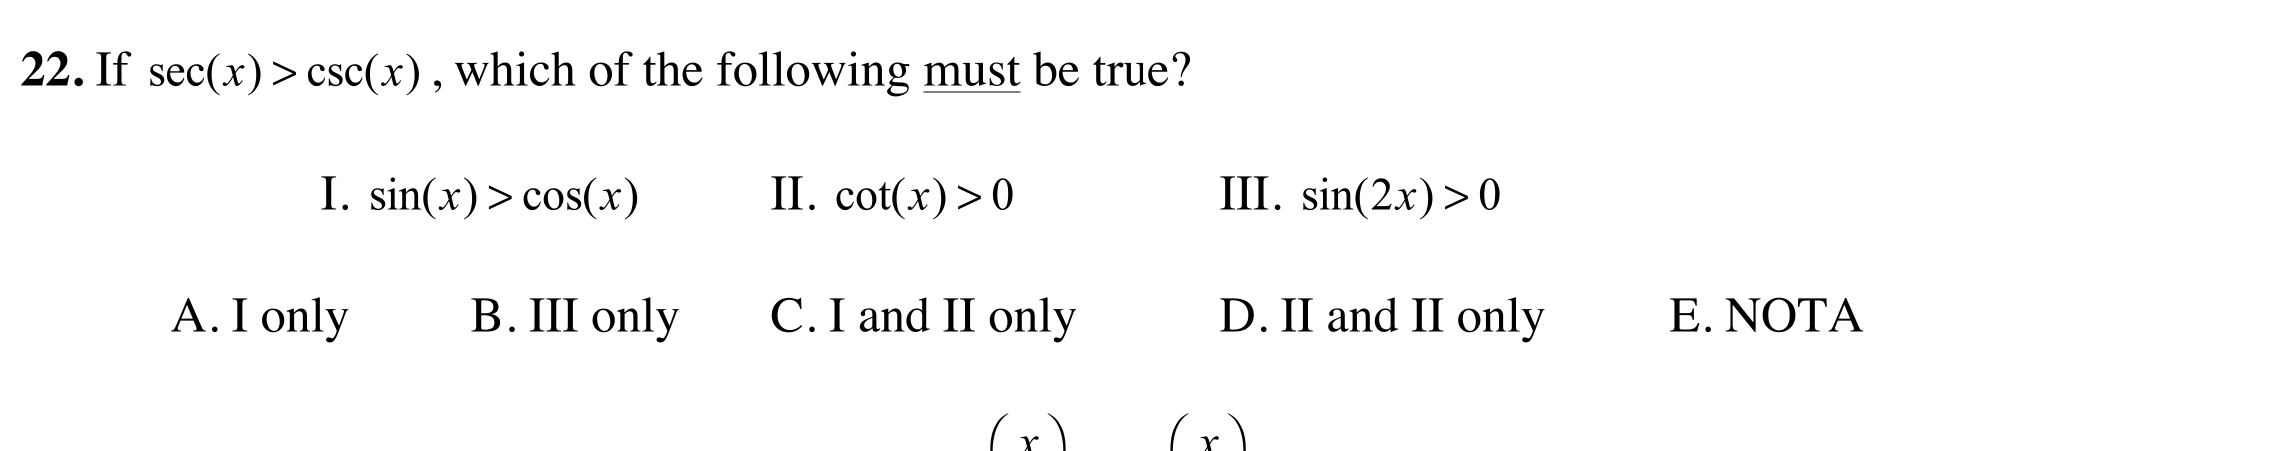 22. If sec(x) > csc(x), which of the following must be true?
I. sin(x) > cos(x) II. cot(x) > 0 III. sin(2x) > 0
A. I only B. III only C. I and II only D. II and II only E. NOTA
(x) (x)